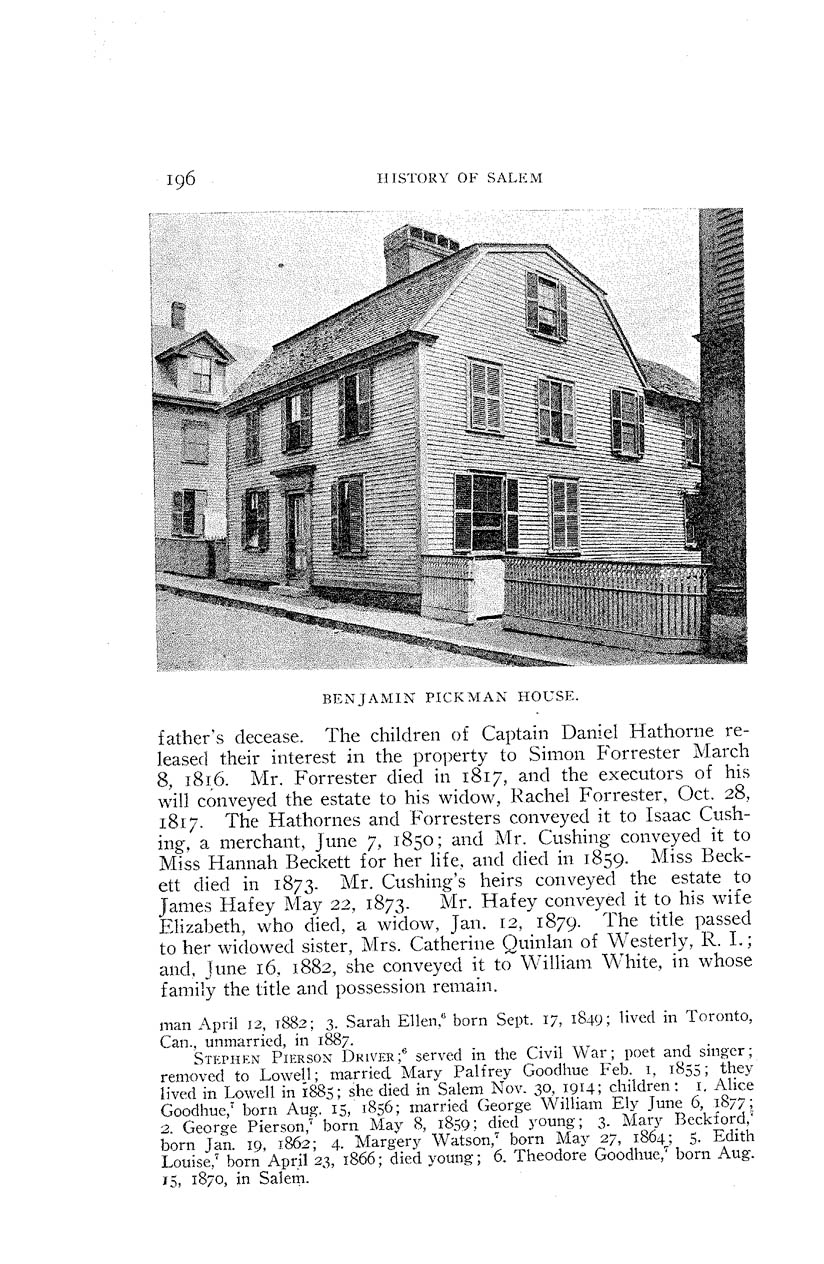 196
HISTORY OF SALEM
BENJAMIN PICKMAN HOUSE.
father's decease. The children of Captain Daniel Hathorne re-
leased their interest in the property to Simon Forrester March
8, 1816. Mr. Forrester died in 1817, and the executors of his
will conveyed the estate to his widow, Rachel Forrester, Oct. 28,
1817. The Hathornes and Forresters conveyed it to Isaac Cush-
ing, a merchant, June 7, 1850; and Mr. Cushing conveyed it to
Miss Hannah Beckett for her life, and died in 1859. Miss Beck-
ett died in 1873. Mr. Cushing's heirs conveyed the estate to
James Hafey May 22, 1873. Mr. Hafey conveyed it to his wife
Elizabeth, who died, a widow, Jan. 12, 1879. The title passed
to her widowed sister, Mrs. Catherine Quinlan of Westerly, R. I.;
and, June 16, 1882, she conveyed it to William White, in whose
family the title and possession remain.
man April 12, 1882; 3. Sarah Ellen,⁶ born Sept. 17, 1849; lived in Toronto,
Can., unmarried, in 1887.
STEPHEN PIERSON DRIVER;⁶ served in the Civil War; poet and singer;
removed to Lowell; married Mary Palfrey Goodhue Feb. 1, 1855; they
lived in Lowell in 1885; she died in Salem Nov. 30, 1914; children: 1. Alice
Goodhue,⁷ born Aug. 15, 1856; married George William Ely June 6, 1877;
2. George Pierson,⁷ born May 8, 1859; died young; 3. Mary Beckford,⁷
born Jan. 19, 1862; 4. Margery Watson,⁷ born May 27, 1864; 5. Edith
Louise,⁷ born April 23, 1866; died young; 6. Theodore Goodhue,⁷ born Aug.
15, 1870, in Salem.